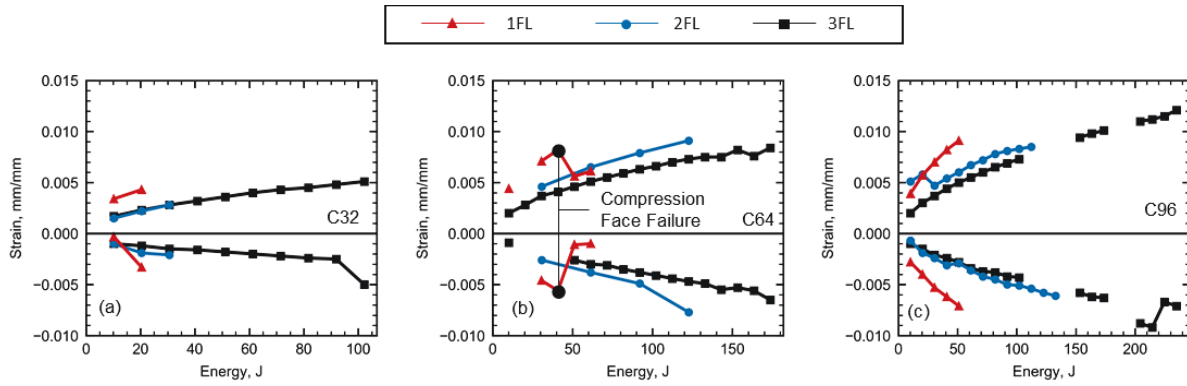 1FL 2FL 3FL
0.015 0.010 0.005 0.000 −0.005 −0.010
Strain, mm/mm
C32
(a)
0 20 40 60 80 100
Energy, J
0.015 0.010 0.005 0.000 −0.005 −0.010
Strain, mm/mm
Compression
Face Failure
C64
(b)
0 50 100 150
Energy, J
0.015 0.010 0.005 0.000 −0.005 −0.010
Strain, mm/mm
C96
(c)
0 50 100 150 200
Energy, J